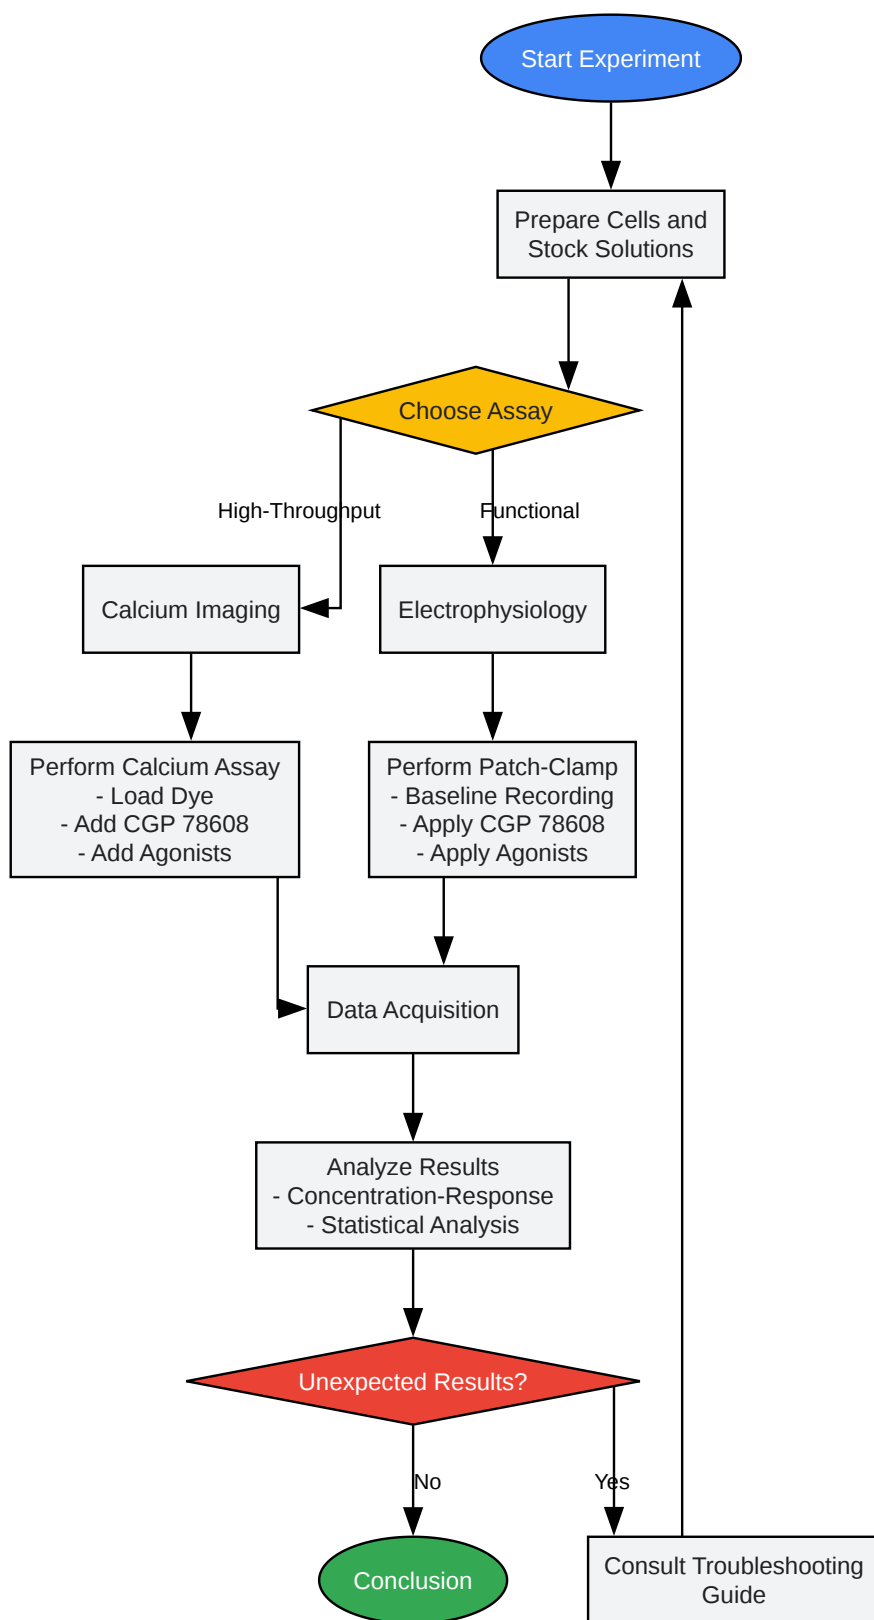 Start Experiment
Prepare Cells and
Stock Solutions
Choose Assay
High-Throughput
Functional
Calcium Imaging
Electrophysiology
Perform Calcium Assay
- Load Dye
- Add CGP 78608
- Add Agonists
Perform Patch-Clamp
- Baseline Recording
- Apply CGP 78608
- Apply Agonists
Data Acquisition
Analyze Results
- Concentration-Response
- Statistical Analysis
Unexpected Results?
No
Yes
Conclusion
Consult Troubleshooting
Guide